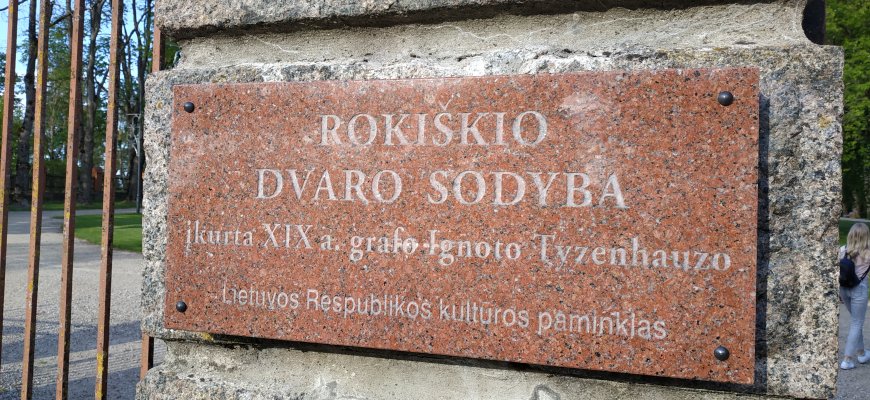 ROKIŠKIO
DVARO SODYBA
įkurta XIX a. grafo Ignoto Tyzenhauzo
Lietuvos Respublikos kultūros paminklas